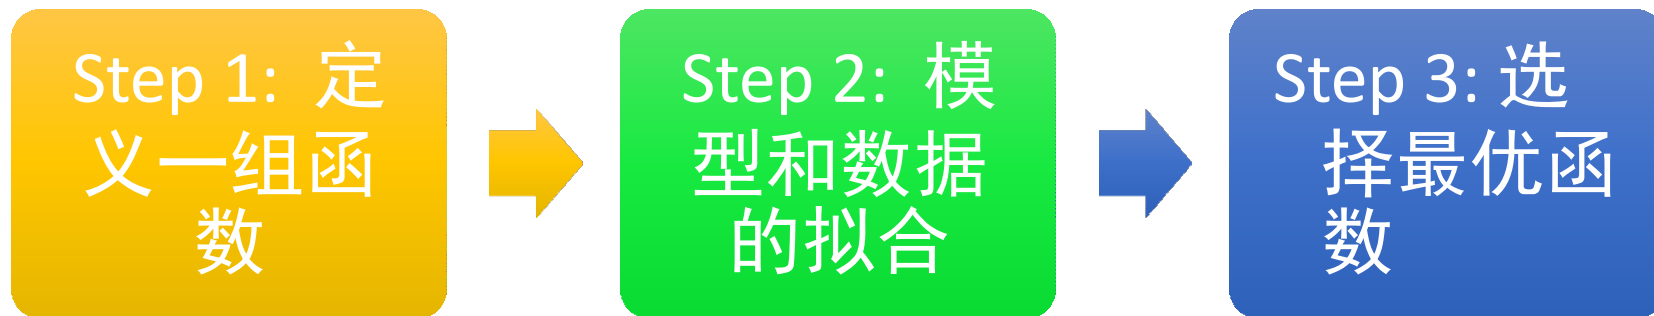 Step 1: 定
义一组函
数
Step 2: 模
型和数据
的拟合
Step 3: 选
择最优函
数